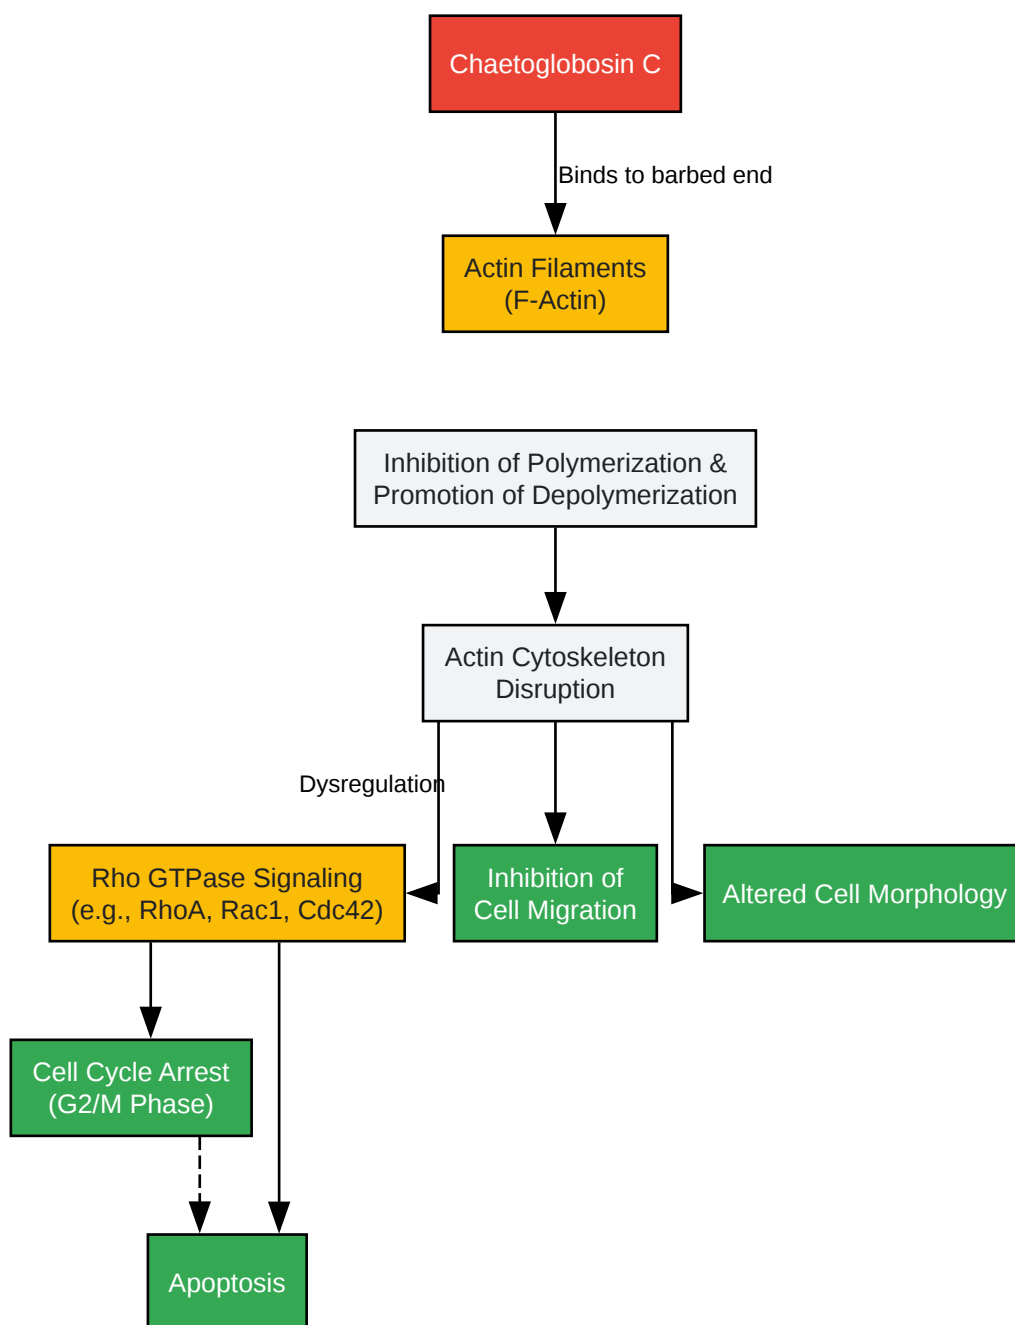 Chaetoglobosin C
Binds to barbed end
Actin Filaments
(F-Actin)
Inhibition of Polymerization &
Promotion of Depolymerization
Actin Cytoskeleton
Disruption
Dysregulation
Rho GTPase Signaling
(e.g., RhoA, Rac1, Cdc42)
Inhibition of
Cell Migration
Altered Cell Morphology
Cell Cycle Arrest
(G2/M Phase)
Apoptosis